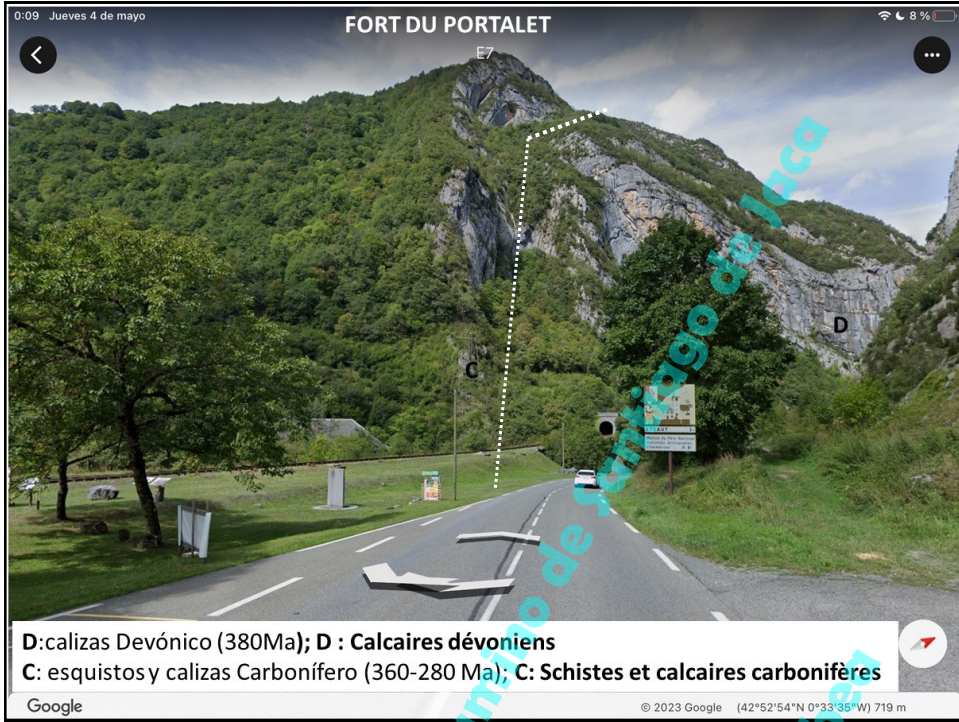 0:09 Jueves 4 de mayo
8 %
FORT DU PORTALET
E7
D
C
ETSAUT
Camino de Santiago de Jaca
D:calizas Devónico (380Ma); D : Calcaires dévoniens
C: esquistos y calizas Carbonífero (360-280 Ma); C: Schistes et calcaires carbonifères
Google
© 2023 Google (42°52'54"N 0°33'35"W) 719 m